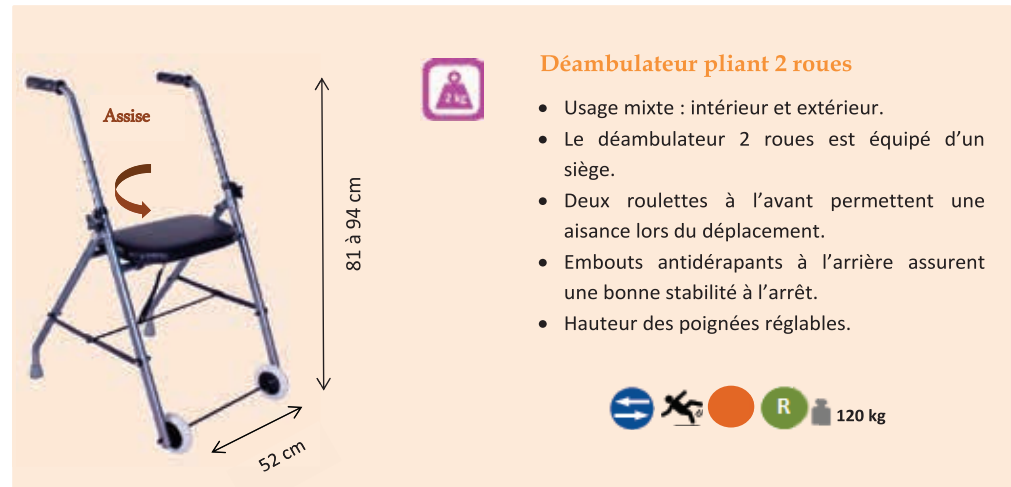 Déambulateur pliant 2 roues
Assise
2 kg
81 à 94 cm
52 cm
• Usage mixte : intérieur et extérieur.
• Le déambulateur 2 roues est équipé d’un
siège.
• Deux roulettes à l’avant permettent une
aisance lors du déplacement.
• Embouts antidérapants à l’arrière assurent
une bonne stabilité à l’arrêt.
• Hauteur des poignées réglables.
R
120 kg